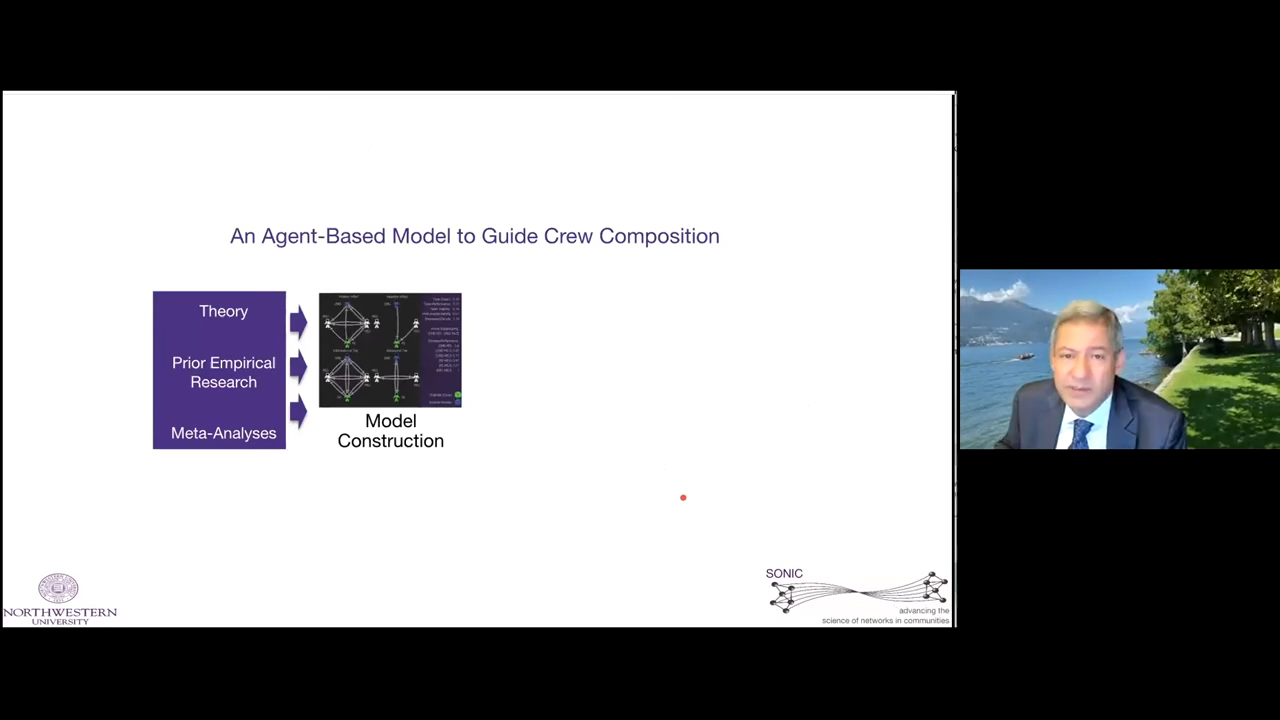 An Agent-Based Model to Guide Crew Composition
Theory
Prior Empirical
Research
Meta-Analyses
Model
Construction
NORTHWESTERN
UNIVERSITY
SONIC
advancing the
science of networks in communities